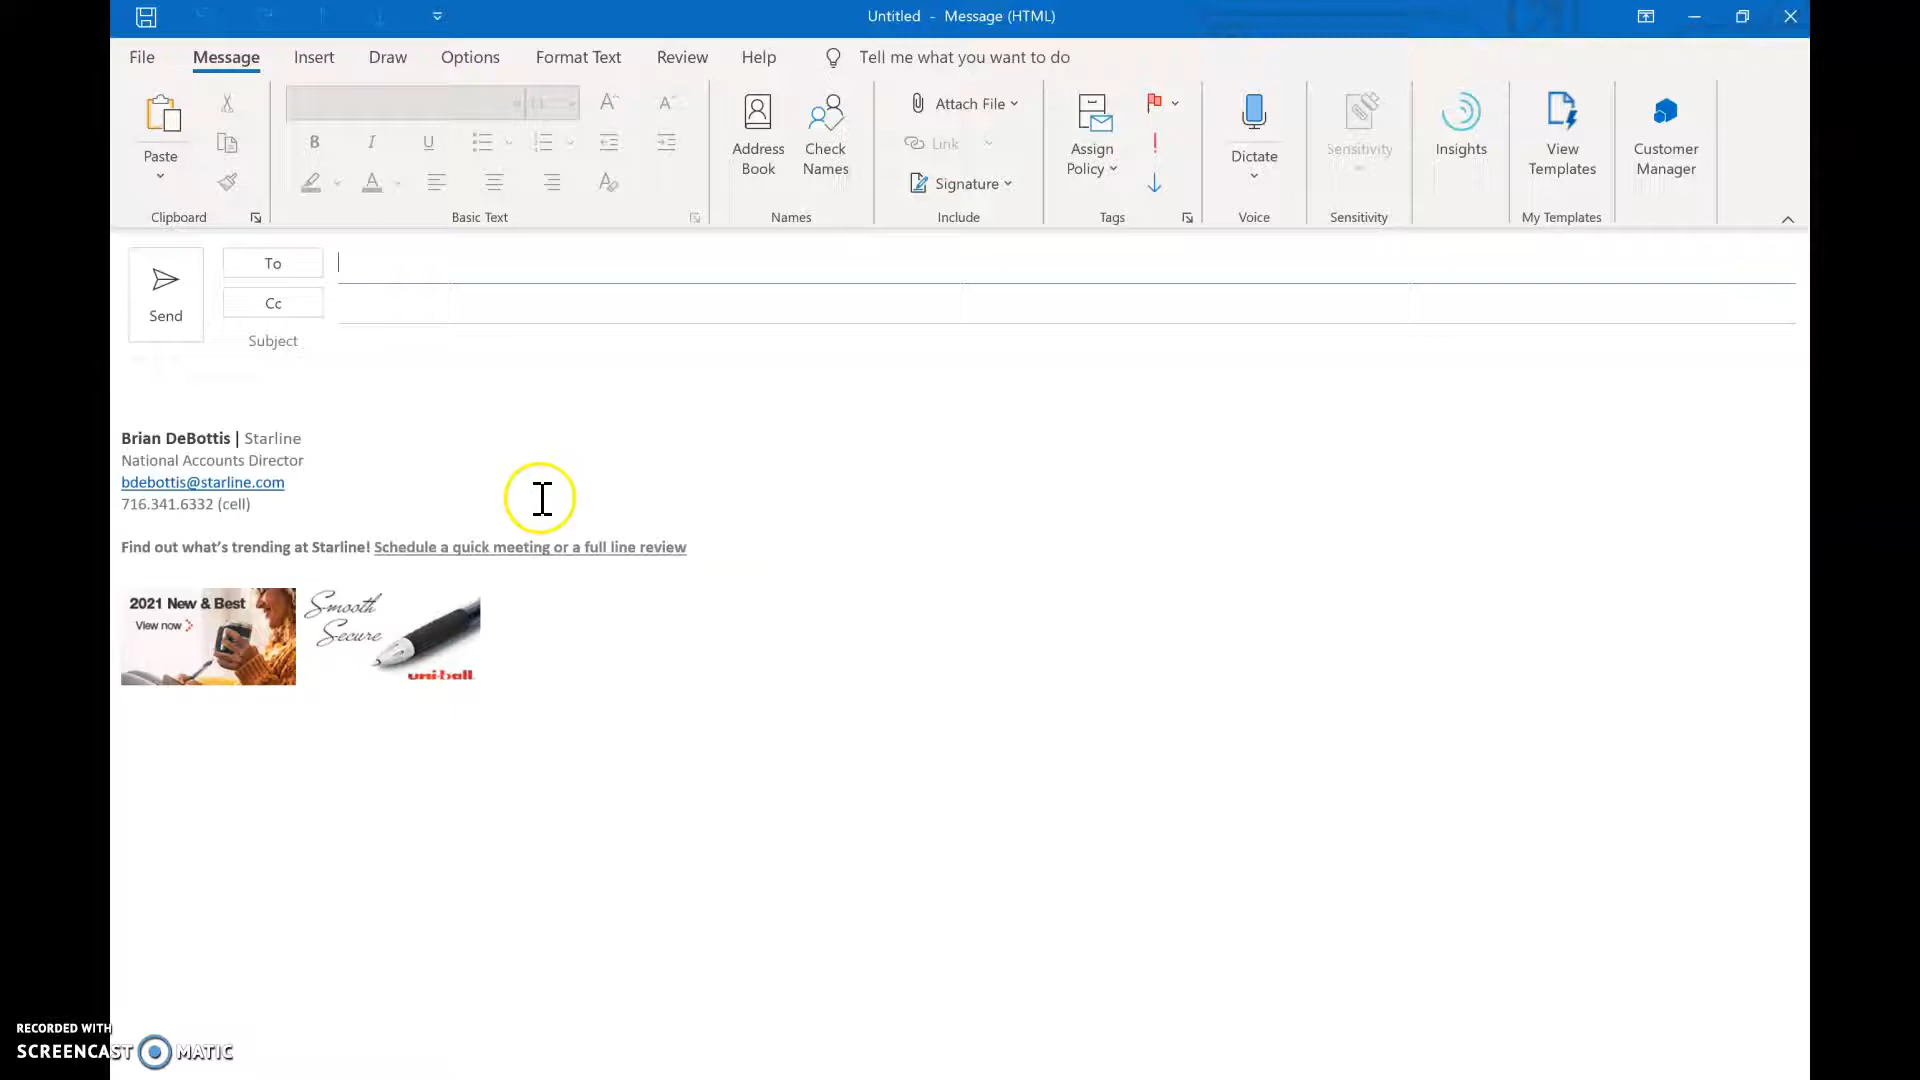 Untitled - Message (HTML)
File Message Insert Draw Options Format Text Review Help Tell me what you want to do
Paste
Clipboard
11
A A
B I U
A
Basic Text
Address Book
Check Names
Names
Attach File
Link
Signature
Include
Assign Policy
Tags
Dictate
Voice
Sensitivity
Sensitivity
Insights
View Templates
My Templates
Customer Manager
Send
To
Cc
Subject
Brian DeBottis | Starline
National Accounts Director
bdebottis@starline.com
716.341.6332 (cell)
Find out what's trending at Starline! Schedule a quick meeting or a full line review
2021 New & Best
View now
Smooth
Secure
uni-ball
RECORDED WITH
SCREENCAST MATIC